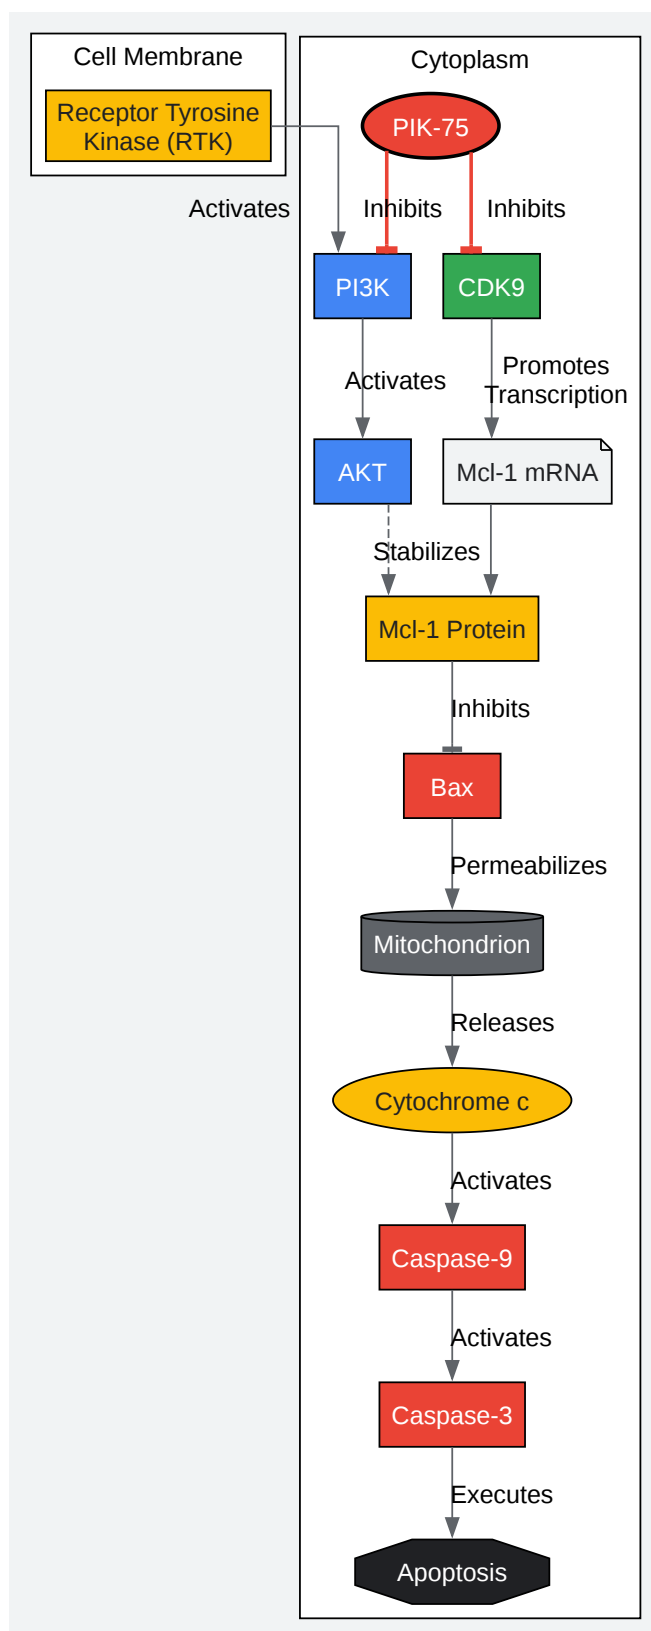 Cell Membrane
Cytoplasm
Receptor Tyrosine
Kinase (RTK)
PIK-75
Activates
Inhibits
Inhibits
PI3K
CDK9
Activates
Promotes
Transcription
AKT
Mcl-1 mRNA
Stabilizes
Mcl-1 Protein
Inhibits
Bax
Permeabilizes
Mitochondrion
Releases
Cytochrome c
Activates
Caspase-9
Activates
Caspase-3
Executes
Apoptosis